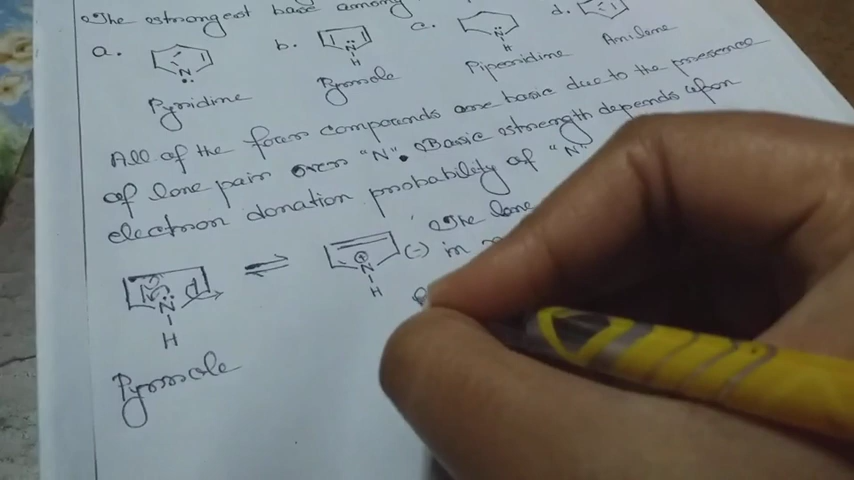 The strongest base among
a. N b. N H c. N H d.
Pyridine Pyrrole Piperidine Aniline
All of the four compounds are basic due to the presence
of lone pair over "N". Basic strength depends upon
electron donation probability of "N"
The lone
N H ⇌ ⊕ N H (-) in
Pyrrole